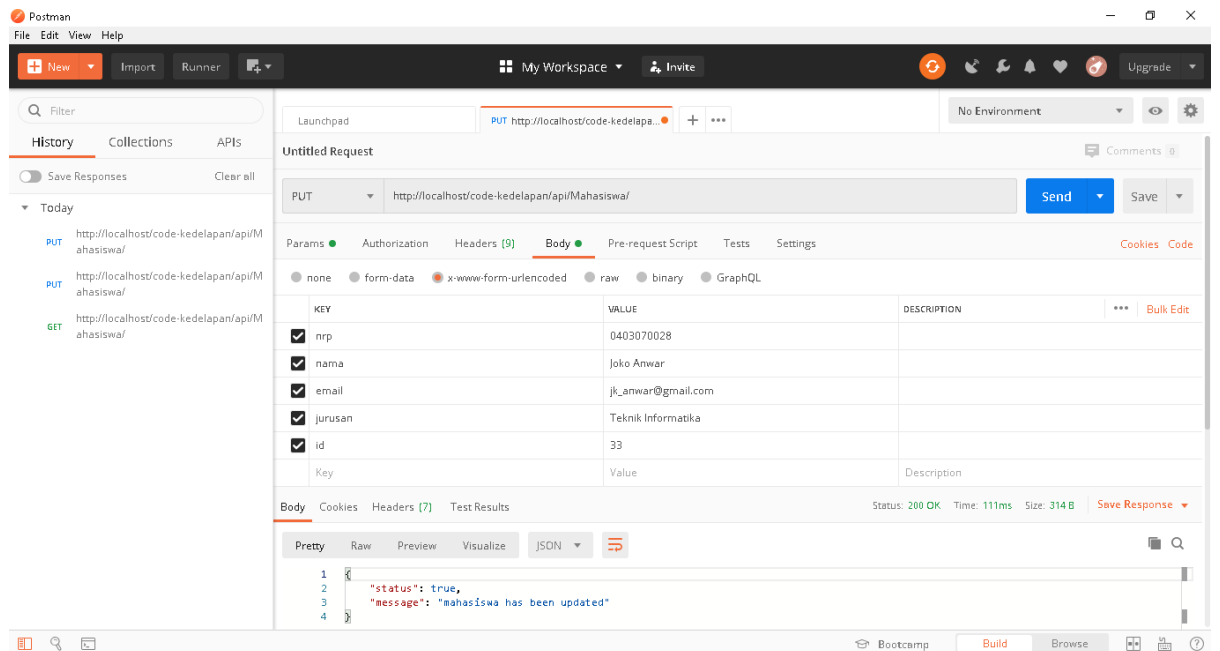 Postman
File Edit View Help
New Import Runner My Workspace Invite Upgrade
Filter
History Collections APIs
Save Responses Clear all
Today
PUT http://localhost/code-kedelapan/api/M
ahasiswa/
PUT http://localhost/code-kedelapan/api/M
ahasiswa/
GET http://localhost/code-kedelapan/api/M
ahasiswa/
Launchpad PUT http://localhost/code-kedelapa... No Environment
Untitled Request Comments 0
PUT http://localhost/code-kedelapan/api/Mahasiswa/ Send Save
Params Authorization Headers (9) Body Pre-request Script Tests Settings Cookies Code
none form-data x-www-form-urlencoded raw binary GraphQL
KEY VALUE DESCRIPTION Bulk Edit
nrp 0403070028
nama Joko Anwar
email jk_anwar@gmail.com
jurusan Teknik Informatika
id 33
Key Value Description
Body Cookies Headers (7) Test Results Status: 200 OK Time: 111ms Size: 314 B Save Response
Pretty Raw Preview Visualize JSON
1 {
2 "status": true,
3 "message": "mahasiswa has been updated"
4 }
Bootcamp Build Browse